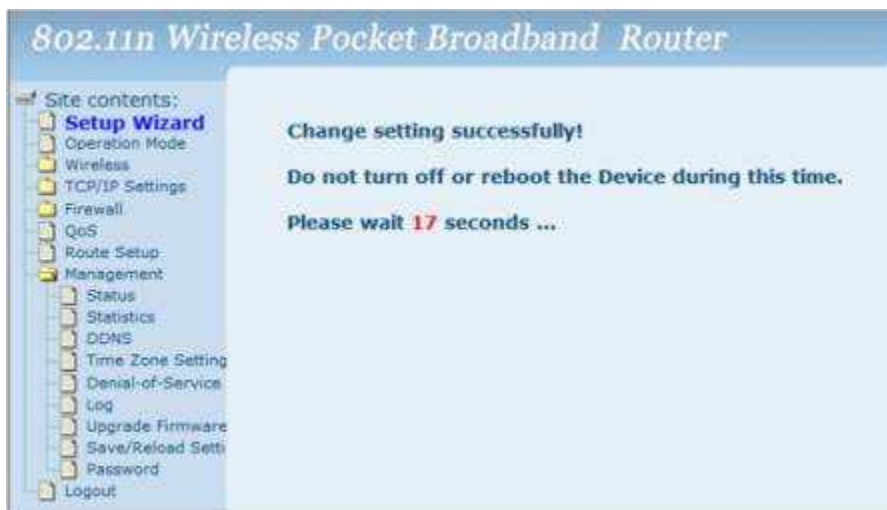 802.11n Wireless Pocket Broadband Router
Site contents:
Setup Wizard
Operation Mode
Wireless
TCP/IP Settings
Firewall
QoS
Route Setup
Management
Status
Statistics
DDNS
Time Zone Setting
Denial-of-Service
Log
Upgrade Firmware
Save/Reload Setti
Password
Logout
Change setting successfully!
Do not turn off or reboot the Device during this time.
Please wait 17 seconds ...